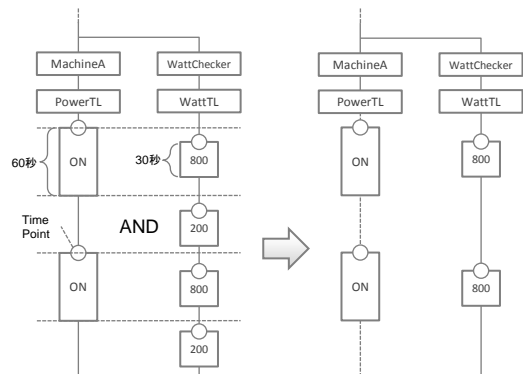 MachineA
WattChecker
PowerTL
WattTL
60秒
ON
30秒
800
Time
Point
AND
200
ON
800
200
MachineA
WattChecker
PowerTL
WattTL
ON
800
ON
800